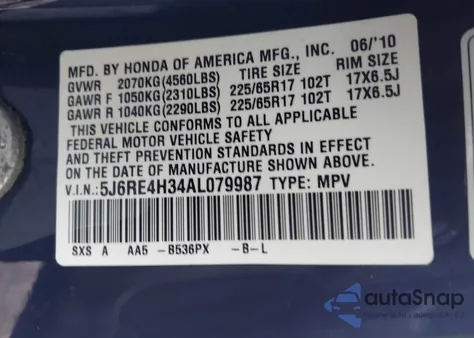 MFD. BY HONDA OF AMERICA MFG., INC. 06/'10
GVWR 2070KG(4560LBS) TIRE SIZE RIM SIZE
GAWR F 1050KG(2310LBS) 225/65R17 102T 17X6.5J
GAWR R 1040KG(2290LBS) 225/65R17 102T 17X6.5J
THIS VEHICLE CONFORMS TO ALL APPLICABLE
FEDERAL MOTOR VEHICLE SAFETY
AND THEFT PREVENTION STANDARDS IN EFFECT
ON THE DATE OF MANUFACTURE SHOWN ABOVE.
V.I.N.: 5J6RE4H34AL079987 TYPE: MPV
SXS A AA5 -B536PX -B-L
autoSnap